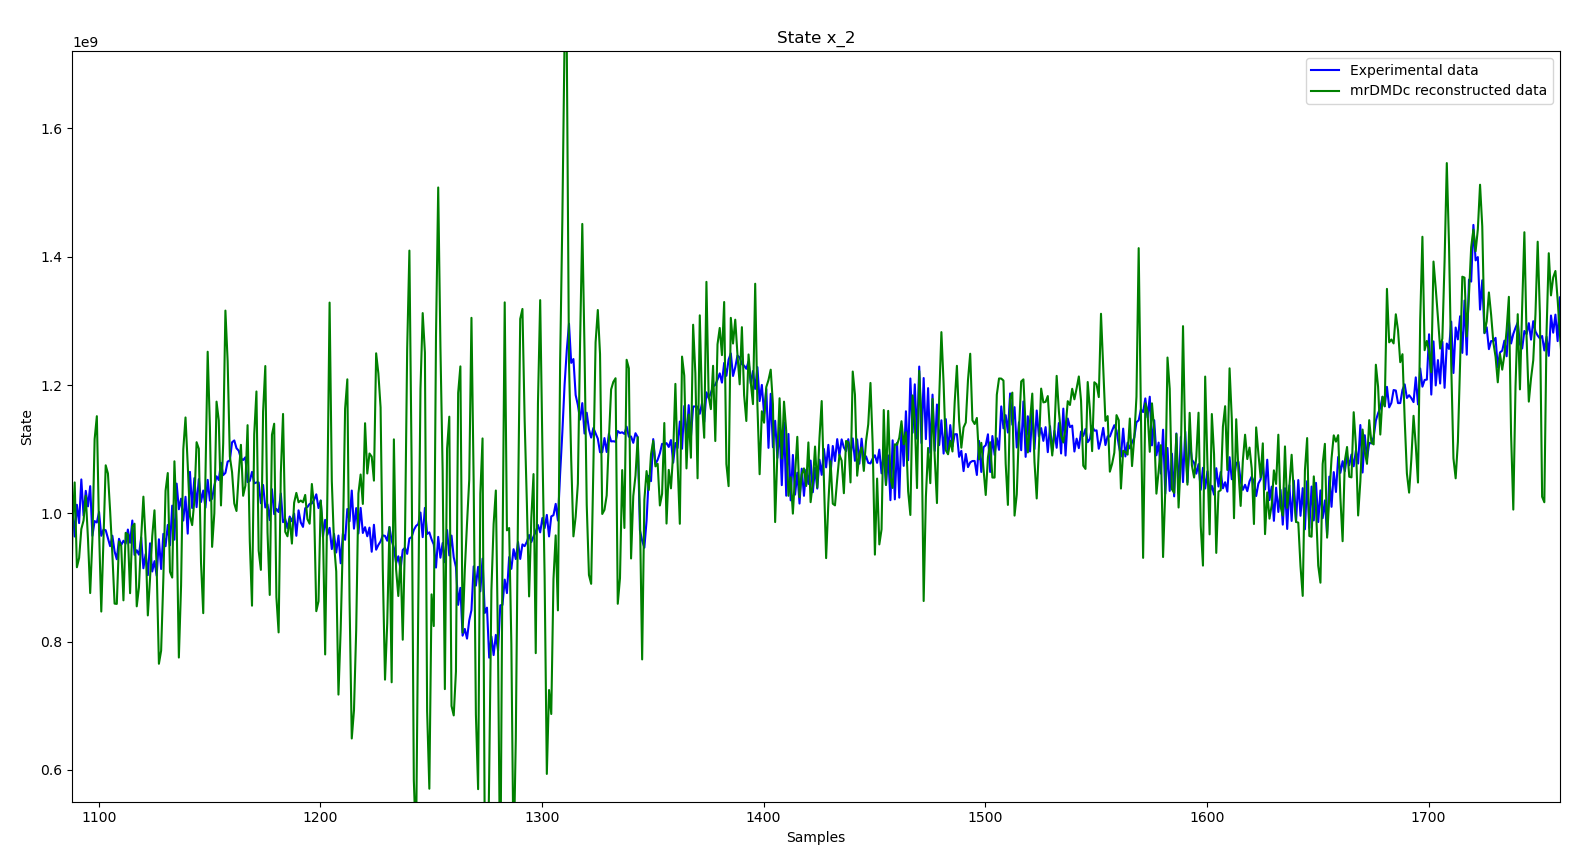 State x_2
1e9
Experimental data
mrDMDc reconstructed data
1.6
1.4
1.2
1.0
0.8
0.6
State
1100
1200
1300
1400
1500
1600
1700
Samples